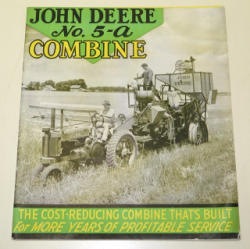 JOHN DEERE
No. 5-a
COMBINE
THE COST-REDUCING COMBINE THAT'S BUILT
for MORE YEARS OF PROFITABLE SERVICE